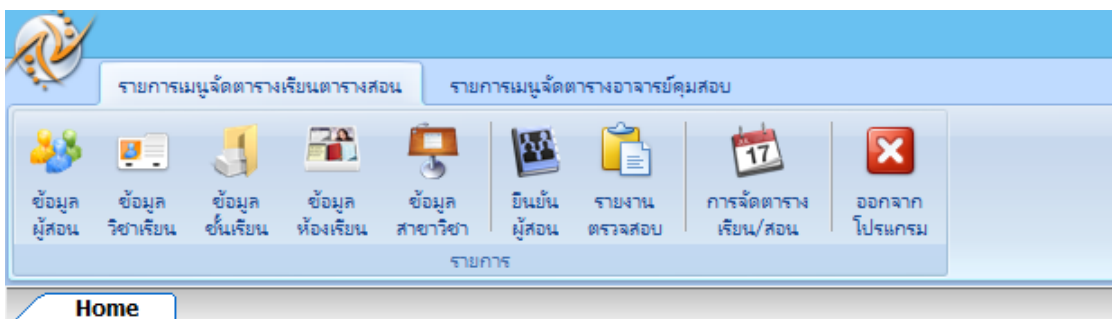 รายการเมนูจัดตารางเรียนตารางสอน รายการเมนูจัดตารางอาจารย์คุมสอบ
17
ข้อมูล ข้อมูล ข้อมูล ข้อมูล ข้อมูล ยืนยัน รายงาน การจัดตาราง ออกจาก
ผู้สอน วิชาเรียน ชั้นเรียน ห้องเรียน สาขาวิชา ผู้สอน ตรวจสอบ เรียน/สอน โปรแกรม
รายการ
Home